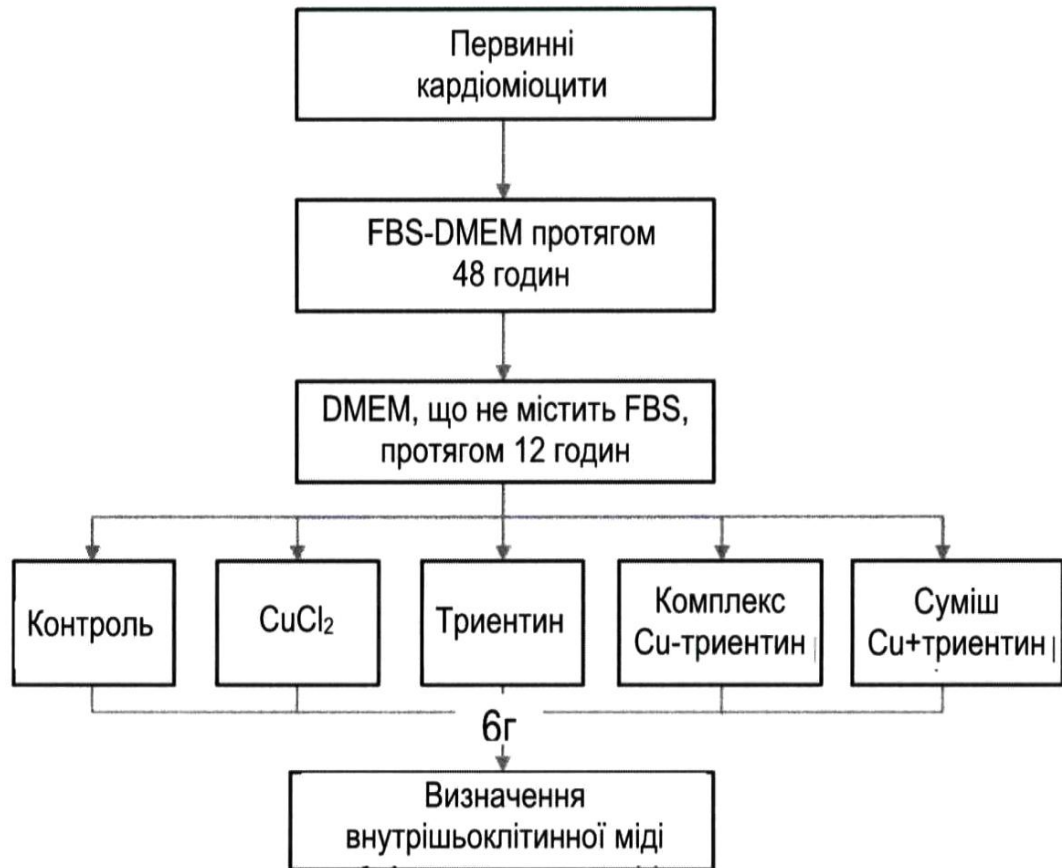 Первинні
кардіоміоцити
FBS-DMEM протягом
48 годин
DMEM, що не містить FBS,
протягом 12 годин
Контроль
CuCl₂
Триентин
Комплекс
Cu-триентин
Суміш
Cu+триентин
6г
Визначення
внутрішьоклітинної міді